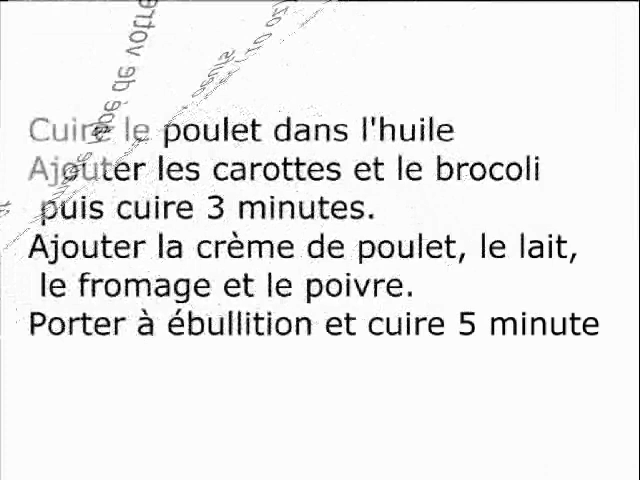 Cuire le poulet dans l'huile
Ajouter les carottes et le brocoli
puis cuire 3 minutes.
Ajouter la crème de poulet, le lait,
le fromage et le poivre.
Porter à ébullition et cuire 5 minute